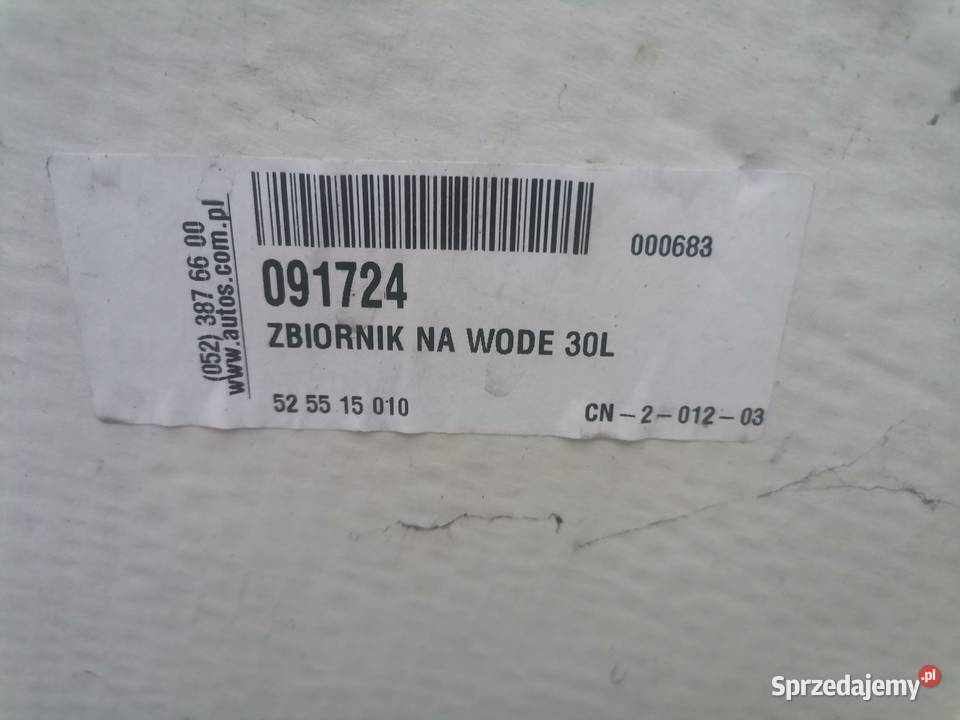 (052) 387 66 00
www.autos.com.pl
000683
091724
ZBIORNIK NA WODE 30L
52 55 15 010
CN - 2 - 012 - 03
Sprzedajemy.pl